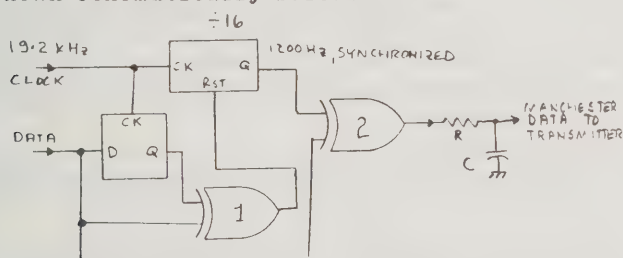 ÷16
19.2 KHz
CLOCK
CK
Q
RST
1200 Hz, SYNCHRONIZED
CK
DATA
D
Q
1
2
R
C
MANCHESTER
DATA TO
TRANSMITTER